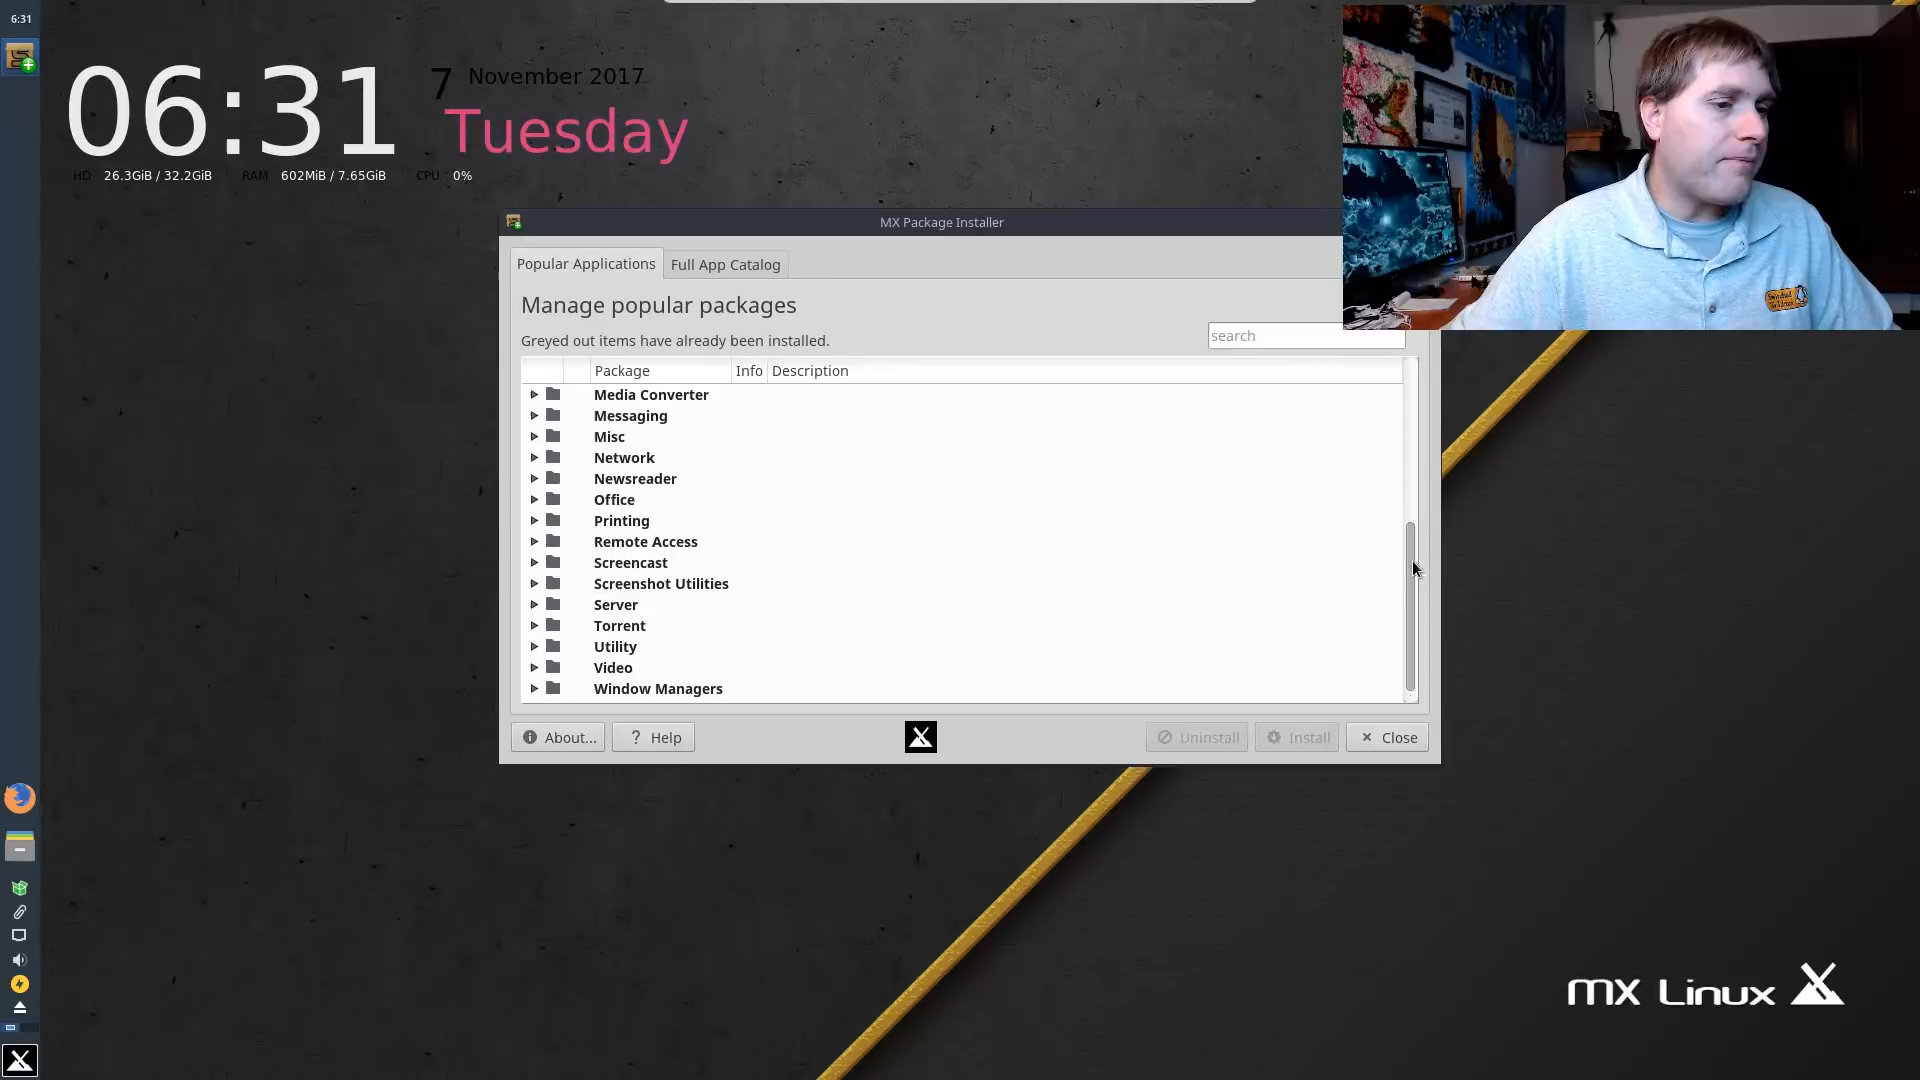 6:31
06:31
7 November 2017
Tuesday
HD 26.3GiB / 32.2GiB RAM 602MiB / 7.65GiB CPU 0%
MX Package Installer
Popular Applications
Full App Catalog
Manage popular packages
Greyed out items have already been installed.
search
Package Info Description
Media Converter
Messaging
Misc
Network
Newsreader
Office
Printing
Remote Access
Screencast
Screenshot Utilities
Server
Torrent
Utility
Video
Window Managers
About...
? Help
Uninstall
Install
Close
mx Linux